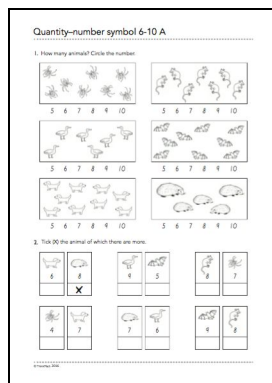 Quantity–number symbol 6-10 A
1. How many animals? Circle the number.
5 6 7 8 9 10 5 6 7 8 9 10
5 6 7 8 9 10 5 6 7 8 9 10
5 6 7 8 9 10 5 6 7 8 9 10
2. Tick (X) the animal of which there are more.
6 8 9 5 8 7
X
4 7 7 6 9 8